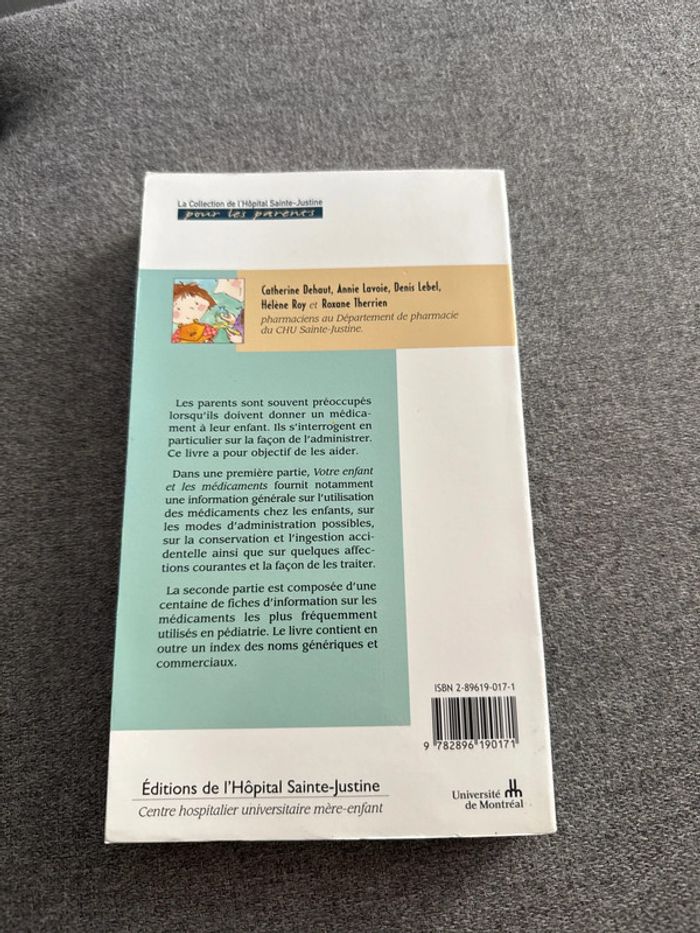 La Collection de l'Hôpital Sainte-Justine
pour les parents
Catherine Dehaut, Annie Lavoie, Denis Lebel,
Hélène Roy et Roxane Therrien
pharmaciens au Département de pharmacie
du CHU Sainte-Justine.
Les parents sont souvent préoccupés
lorsqu'ils doivent donner un médica-
ment à leur enfant. Ils s'interrogent en
particulier sur la façon de l'administrer.
Ce livre a pour objectif de les aider.
Dans une première partie, Votre enfant
et les médicaments fournit notamment
une information générale sur l'utilisation
des médicaments chez les enfants, sur
les modes d'administration possibles,
sur la conservation et l'ingestion acci-
dentelle ainsi que sur quelques affec-
tions courantes et la façon de les traiter.
La seconde partie est composée d'une
centaine de fiches d'information sur les
médicaments les plus fréquemment
utilisés en pédiatrie. Le livre contient en
outre un index des noms génériques et
commerciaux.
ISBN 2-89619-017-1
9 782896 190171
Éditions de l'Hôpital Sainte-Justine
Centre hospitalier universitaire mère-enfant
Université
de Montréal